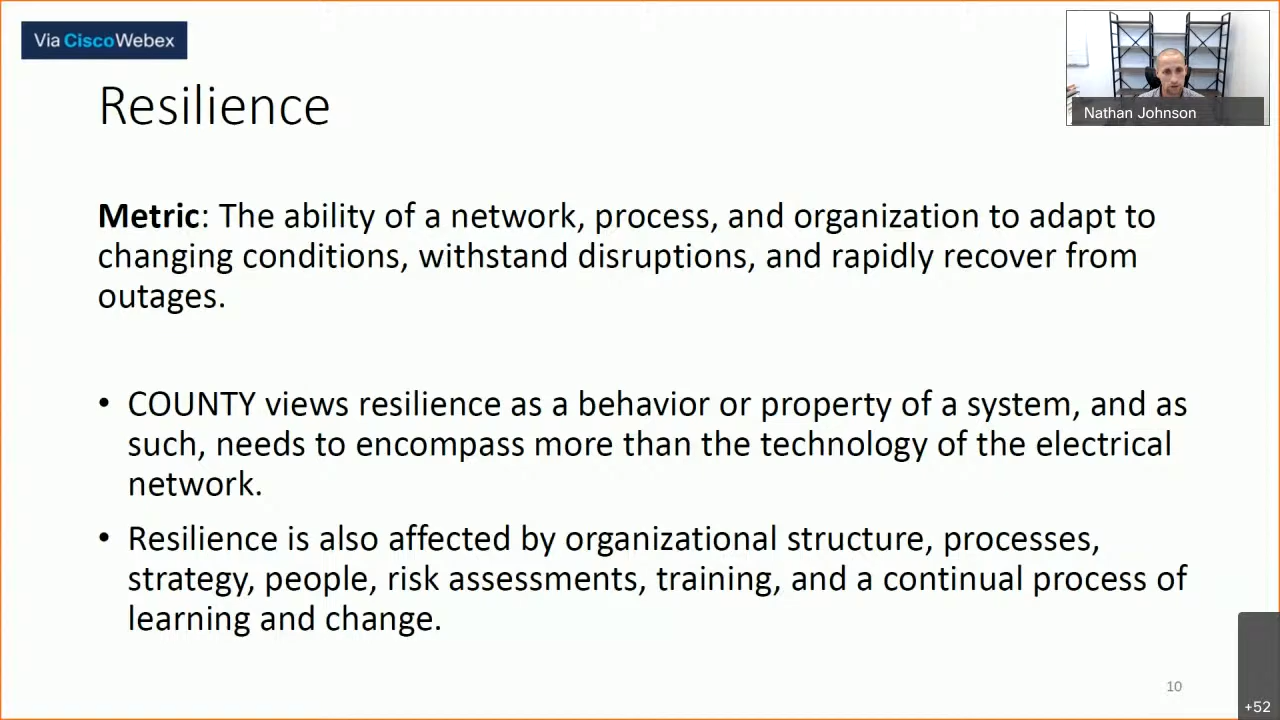 Via CiscoWebex
Nathan Johnson
Resilience
Metric: The ability of a network, process, and organization to adapt to
changing conditions, withstand disruptions, and rapidly recover from
outages.
• COUNTY views resilience as a behavior or property of a system, and as
such, needs to encompass more than the technology of the electrical
network.
• Resilience is also affected by organizational structure, processes,
strategy, people, risk assessments, training, and a continual process of
learning and change.
10
+52